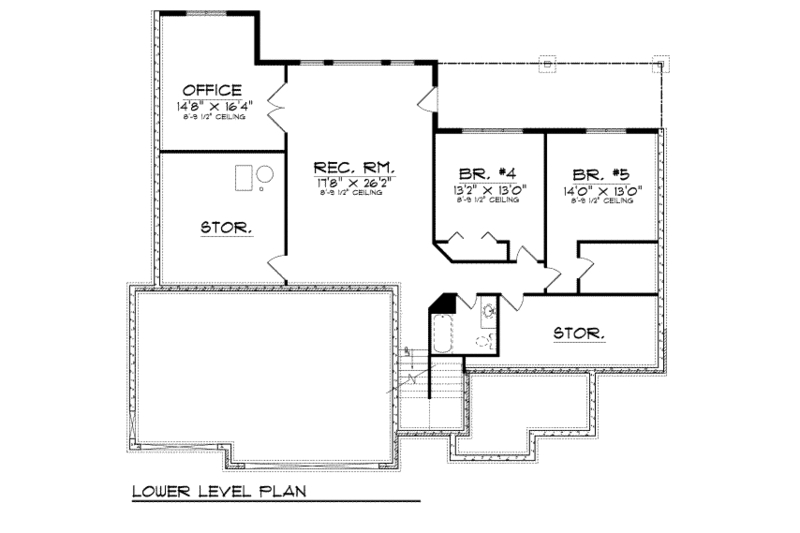 OFFICE
14'8" X 16'4"
8'-9 1/2" CEILING
REC. RM.
17'8" X 26'2"
8'-9 1/2" CEILING
BR. #4
13'2" X 13'0"
8'-9 1/2" CEILING
BR. #5
14'0" X 13'0"
8'-9 1/2" CEILING
STOR.
STOR.
LOWER LEVEL PLAN